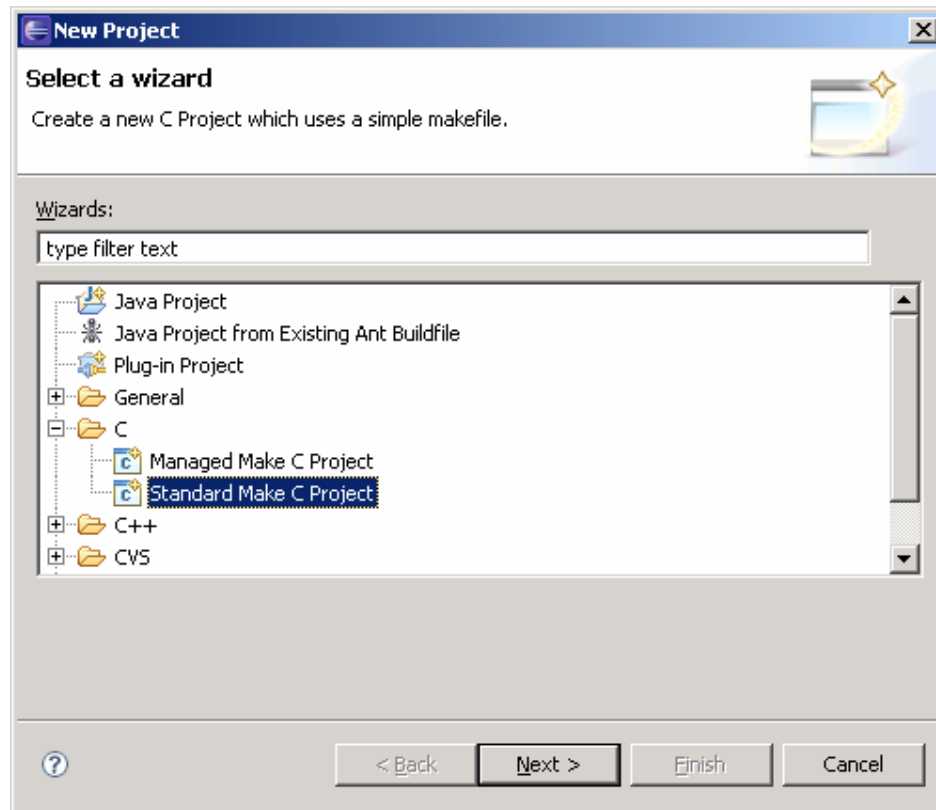 New Project
Select a wizard
Create a new C Project which uses a simple makefile.
Wizards:
type filter text
Java Project
Java Project from Existing Ant Buildfile
Plug-in Project
General
C
Managed Make C Project
Standard Make C Project
C++
CVS
< Back Next > Finish Cancel